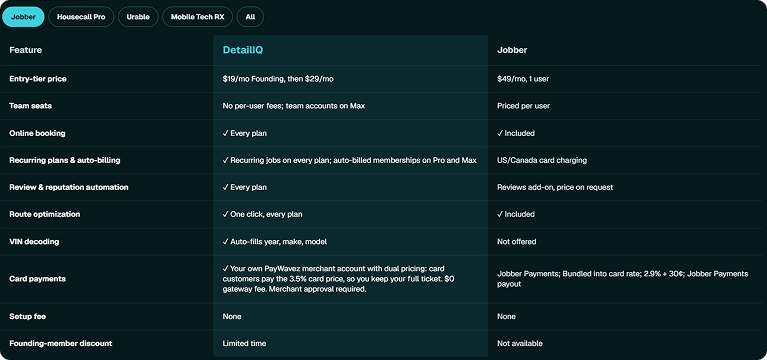 Jobber Housecall Pro Urable Mobile Tech RX All
Feature DetailIQ Jobber
Entry-tier price $19/mo Founding, then $29/mo $49/mo, 1 user
Team seats No per-user fees; team accounts on Max Priced per user
Online booking ✓ Every plan ✓ Included
Recurring plans & auto-billing ✓ Recurring jobs on every plan; auto-billed memberships on Pro and Max US/Canada card charging
Review & reputation automation ✓ Every plan Reviews add-on, price on request
Route optimization ✓ One click, every plan ✓ Included
VIN decoding ✓ Auto-fills year, make, model Not offered
Card payments
✓ Your own PayWavez merchant account with dual pricing: card
customers pay the 3.5% card price, so you keep your full ticket. $0
gateway fee. Merchant approval required.
Jobber Payments; Bundled into card rate; 2.9% + 30¢; Jobber Payments
payout
Setup fee None None
Founding-member discount Limited time Not available